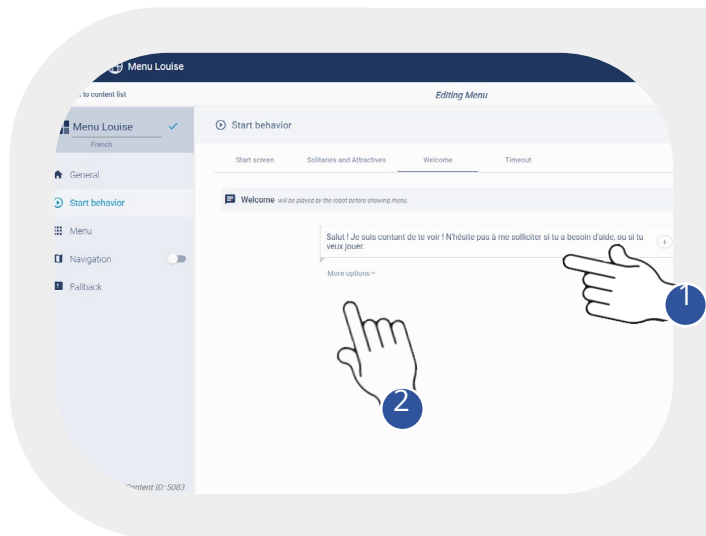 Menu Louise
to content list
Editing Menu
Menu Louise
French
Start behavior
Start screen
Solitaries and Attractives
Welcome
Timeout
General
Start behavior
Menu
Navigation
Fallback
Welcome will be played by the robot before showing menu.
Salut ! Je suis contant de te voir ! N'hésite pas à me solliciter si tu a besoin d'aide, ou si tu
veux jouer.
More options
1
2
Content ID: 5083